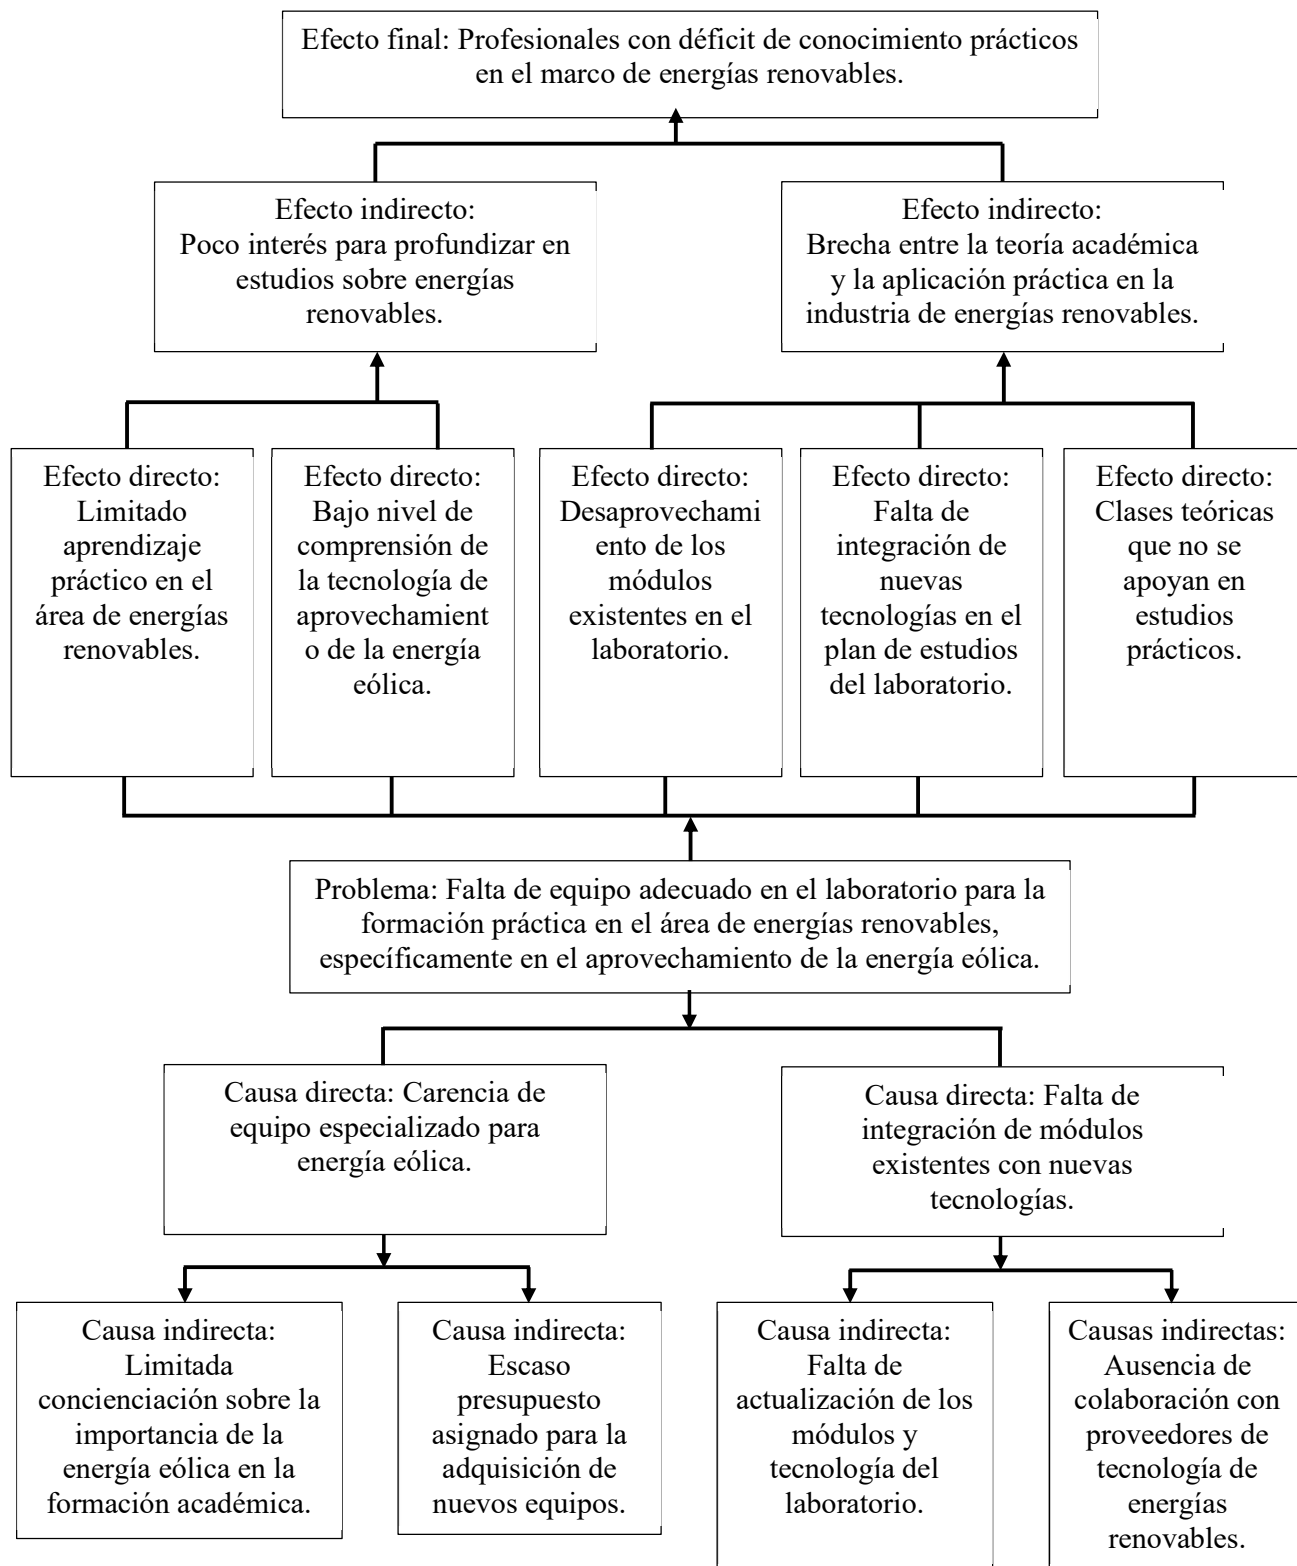 Efecto final: Profesionales con déficit de conocimiento prácticos
en el marco de energías renovables.
Efecto indirecto:
Poco interés para profundizar en
estudios sobre energías
renovables.
Efecto indirecto:
Brecha entre la teoría académica
y la aplicación práctica en la
industria de energías renovables.
Efecto directo:
Limitado
aprendizaje
práctico en el
área de energías
renovables.
Efecto directo:
Bajo nivel de
comprensión de
la tecnología de
aprovechamient
o de la energía
eólica.
Efecto directo:
Desaprovechami
ento de los
módulos
existentes en el
laboratorio.
Efecto directo:
Falta de
integración de
nuevas
tecnologías en el
plan de estudios
del laboratorio.
Efecto directo:
Clases teóricas
que no se
apoyan en
estudios
prácticos.
Problema: Falta de equipo adecuado en el laboratorio para la
formación práctica en el área de energías renovables,
específicamente en el aprovechamiento de la energía eólica.
Causa directa: Carencia de
equipo especializado para
energía eólica.
Causa directa: Falta de
integración de módulos
existentes con nuevas
tecnologías.
Causa indirecta:
Limitada
concienciación sobre la
importancia de la
energía eólica en la
formación académica.
Causa indirecta:
Escaso
presupuesto
asignado para la
adquisición de
nuevos equipos.
Causa indirecta:
Falta de
actualización de los
módulos y
tecnología del
laboratorio.
Causas indirectas:
Ausencia de
colaboración con
proveedores de
tecnología de
energías
renovables.